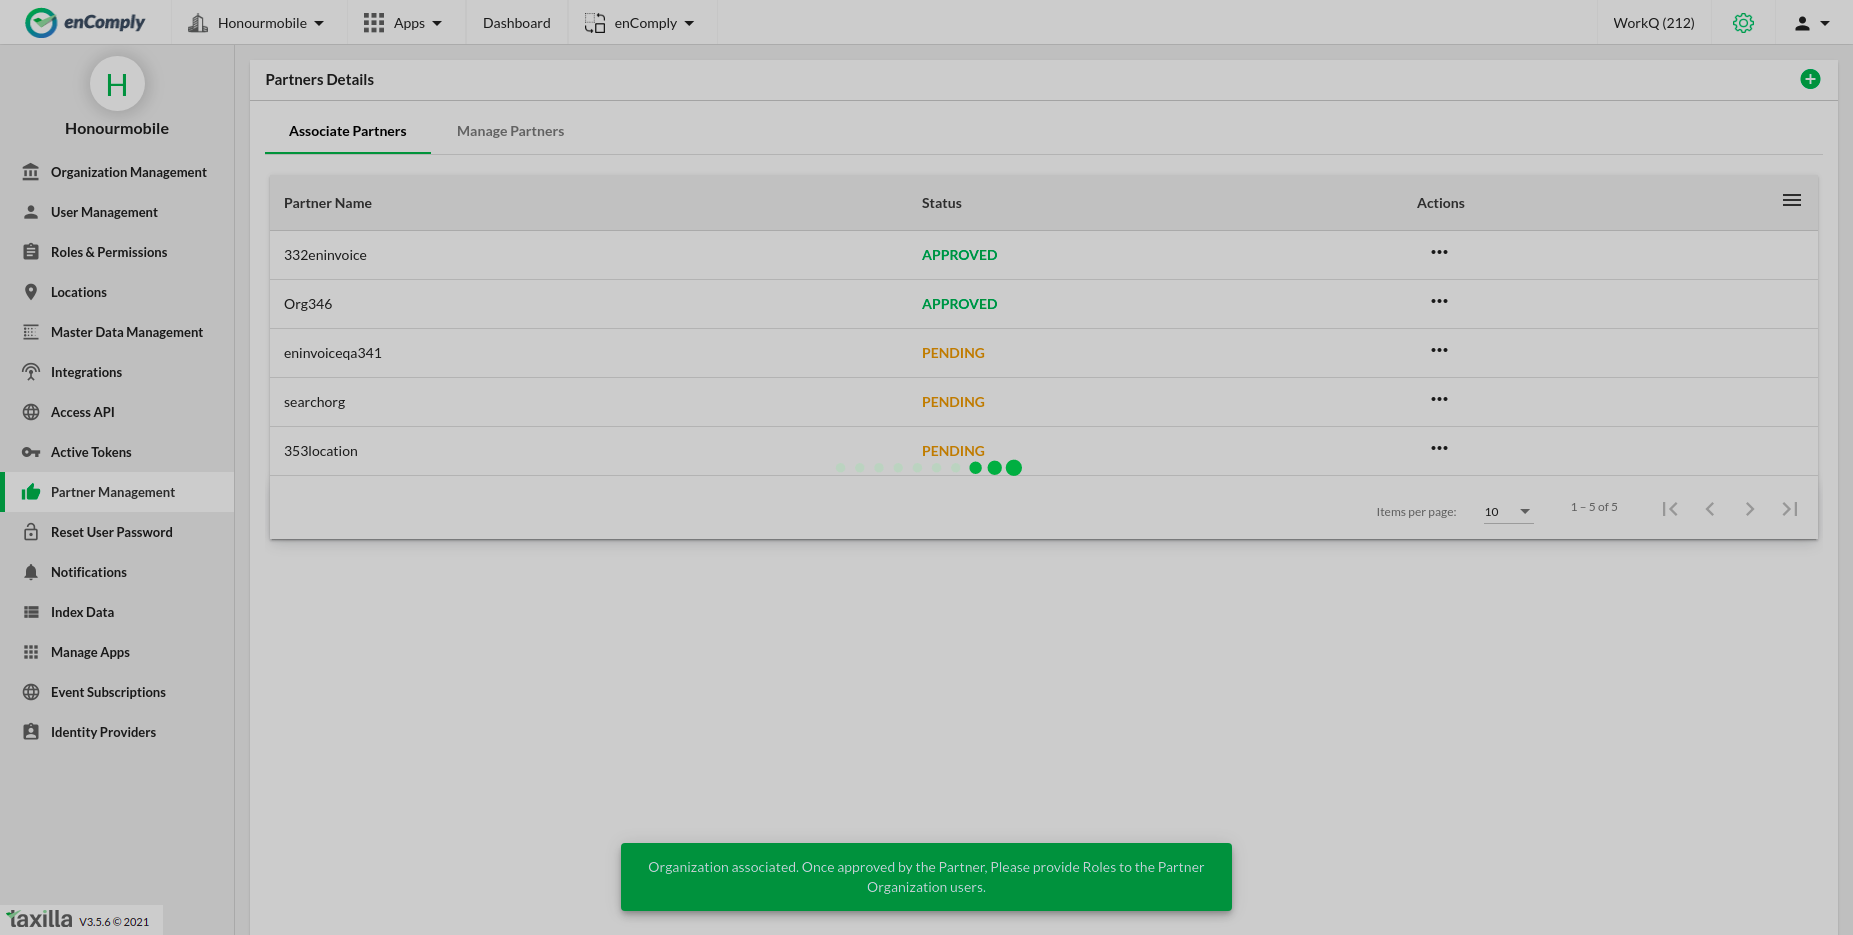 enComply
Honourmobile
Apps
Dashboard
enComply
WorkQ (212)
H
Honourmobile
Organization Management
User Management
Roles & Permissions
Locations
Master Data Management
Integrations
Access API
Active Tokens
Partner Management
Reset User Password
Notifications
Index Data
Manage Apps
Event Subscriptions
Identity Providers
taxilla V3.5.6 © 2021
Partners Details
Associate Partners
Manage Partners
Partner Name Status Actions
332eninvoice APPROVED
Org346 APPROVED
eninvoiceqa341 PENDING
searchorg PENDING
353location PENDING
Items per page: 10 1 – 5 of 5
Organization associated. Once approved by the Partner, Please provide Roles to the Partner
Organization users.